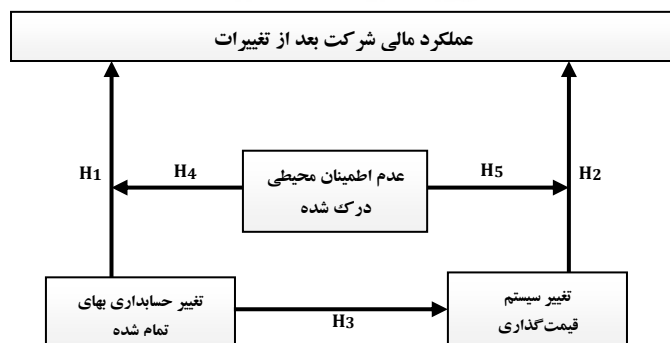 عملکرد مالی شرکت بعد از تغییرات
H1
H4
عدم اطمینان محیطی
درک شده
H5
H2
تغییر حسابداری بهای
تمام شده
H3
تغییر سیستم
قیمت‌گذاری